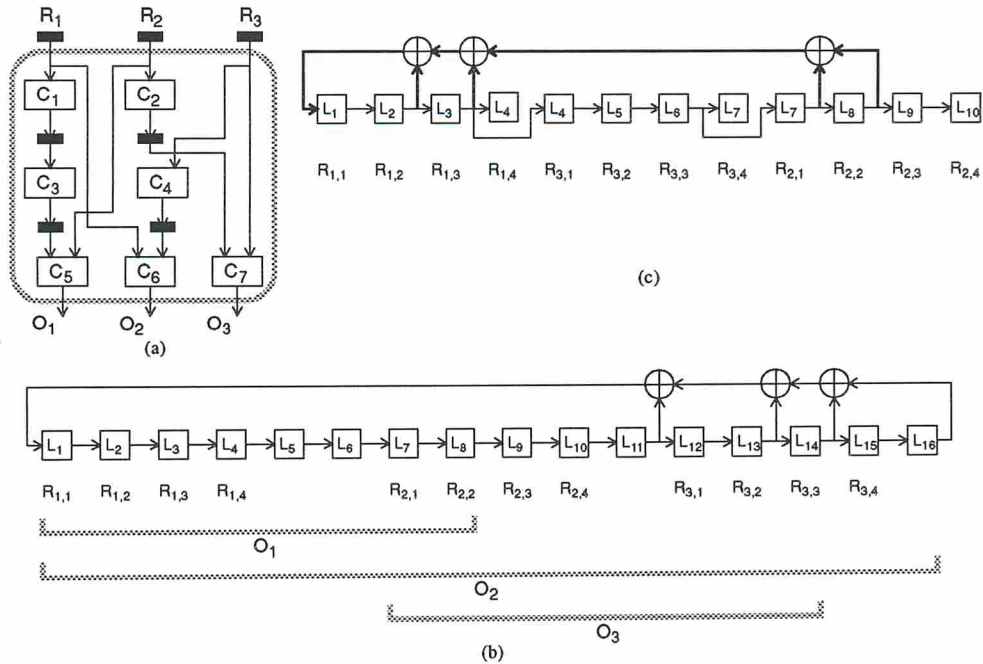 R1 R2 R3
C1 C2
C3 C4
C5 C6 C7
O1 O2 O3
(a)
L1 L2 L3 L4 L4 L5 L6 L7 L7 L8 L9 L10
R1,1 R1,2 R1,3 R1,4 R3,1 R3,2 R3,3 R3,4 R2,1 R2,2 R2,3 R2,4
(c)
L1 L2 L3 L4 L5 L6 L7 L8 L9 L10 L11 L12 L13 L14 L15 L16
R1,1 R1,2 R1,3 R1,4 R2,1 R2,2 R2,3 R2,4 R3,1 R3,2 R3,3 R3,4
O1
O2
O3
(b)